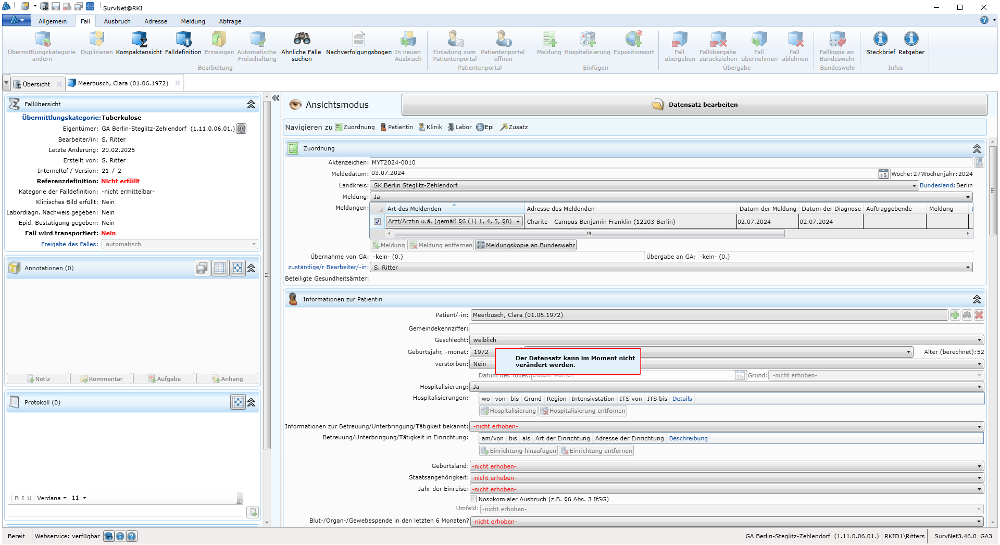 SurvNet@RKI
Allgemein Fall Ausbruch Adresse Meldung Abfrage
Übermittlungskategorie ändern
Duplizieren
Kompaktansicht
Falldefinition
Erzwingen
Automatische Freischaltung
Ähnliche Fälle suchen
Nachverfolgungsbogen
In neuen Ausbruch
Bearbeitung
Einladung zum Patientenportal
Patientenportal öffnen
Patientenportal
Meldung
Hospitalisierung
Expositionsort
Einfügen
Fall übergeben
Fallübergabe zurückziehen
Fall übernehmen
Fall ablehnen
Übergabe
Fallkopie an Bundeswehr
Bundeswehr
Steckbrief
Ratgeber
Infos
Übersicht
Meerbusch, Clara (01.06.1972)
Fallübersicht
Übermittlungskategorie: Tuberkulose
Eigentümer: GA Berlin-Steglitz-Zehlendorf (1.11.0.06.01.)
Bearbeiter/in: S. Ritter
Letzte Änderung: 20.02.2025
Erstellt von: S. Ritter
InterneRef / Version: 21 / 2
Referenzdefinition: Nicht erfüllt
Kategorie der Falldefinition: -nicht ermittelbar-
Klinisches Bild erfüllt: Nein
Labordiagn. Nachweis gegeben: Nein
Epid. Bestätigung gegeben: Nein
Fall wird transportiert: Nein
Freigabe des Falles: automatisch
Annotationen (0)
Notiz Kommentar Aufgabe Anhang
Protokoll (0)
B I U Verdana 11
Ansichtsmodus
Datensatz bearbeiten
Navigieren zu Zuordnung Patientin Klinik Labor Epi Zusatz
Zuordnung
Aktenzeichen: MYT2024-0010
Meldedatum: 03.07.2024 15 Woche: 27 Wochenjahr: 2024
Landkreis: SK Berlin Steglitz-Zehlendorf Bundesland: Berlin
Meldung: Ja
Meldungen: Art des Meldenden Adresse des Meldenden Datum der Meldung Datum der Diagnose Auftraggebende Meldung
Arzt/Ärztin u.ä. (gemäß §6 (1) 1, 4, 5, §8) Charite - Campus Benjamin Franklin (12203 Berlin) 02.07.2024 02.07.2024
Meldung Meldung entfernen Meldungskopie an Bundeswehr
Übernahme von GA: -kein- (0.) Übergabe an GA: -kein- (0.)
zuständige/r Bearbeiter/-in: S. Ritter
Beteiligte Gesundheitsämter:
Informationen zur Patientin
Patient/-in: Meerbusch, Clara (01.06.1972)
Gemeindekennziffer:
Geschlecht: weiblich
Geburtsjahr, -monat: 1972 Alter (berechnet): 52
Der Datensatz kann im Moment nicht
verändert werden.
verstorben: Nein
Datum des Todes: Datum wählen 15 Grund: -nicht erhoben-
Hospitalisierung: Ja
Hospitalisierungen: wo von bis Grund Region Intensivstation ITS von ITS bis Details
Hospitalisierung Hospitalisierung entfernen
Informationen zur Betreuung/Unterbringung/Tätigkeit bekannt: -nicht erhoben-
Betreuung/Unterbringung/Tätigkeit in Einrichtung: am/von bis als Art der Einrichtung Adresse der Einrichtung Beschreibung
Einrichtung hinzufügen Einrichtung entfernen
Geburtsland: -nicht erhoben-
Staatsangehörigkeit: -nicht erhoben-
Jahr der Einreise: -nicht erhoben-
Nosokomialer Ausbruch (z.B. §6 Abs. 3 IfSG)
Umfeld: -nicht erhoben-
Blut-/Organ-/Gewebespende in den letzten 6 Monaten? -nicht erhoben-
Bereit Webservice: verfügbar GA Berlin-Steglitz-Zehlendorf (1.11.0.06.01.) RKID1\Ritters SurvNet3.46.0_GA3